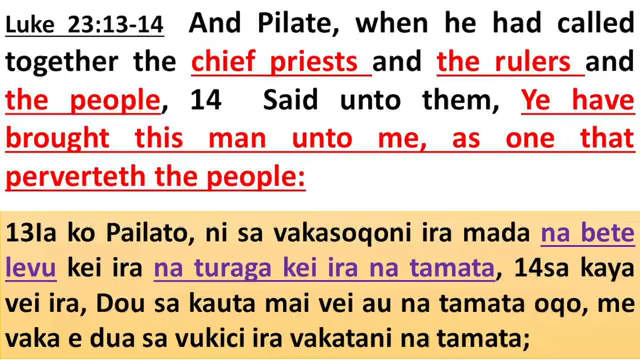 Luke 23:13-14 And Pilate, when he had called
together the chief priests and the rulers and
the people, 14 Said unto them, Ye have
brought this man unto me, as one that
perverteth the people:
13Ia ko Pailato, ni sa vakasoqoni ira mada na bete
levu kei ira na turaga kei ira na tamata, 14sa kaya
vei ira, Dou sa kauta mai vei au na tamata oqo, me
vaka e dua sa vukici ira vakatani na tamata;